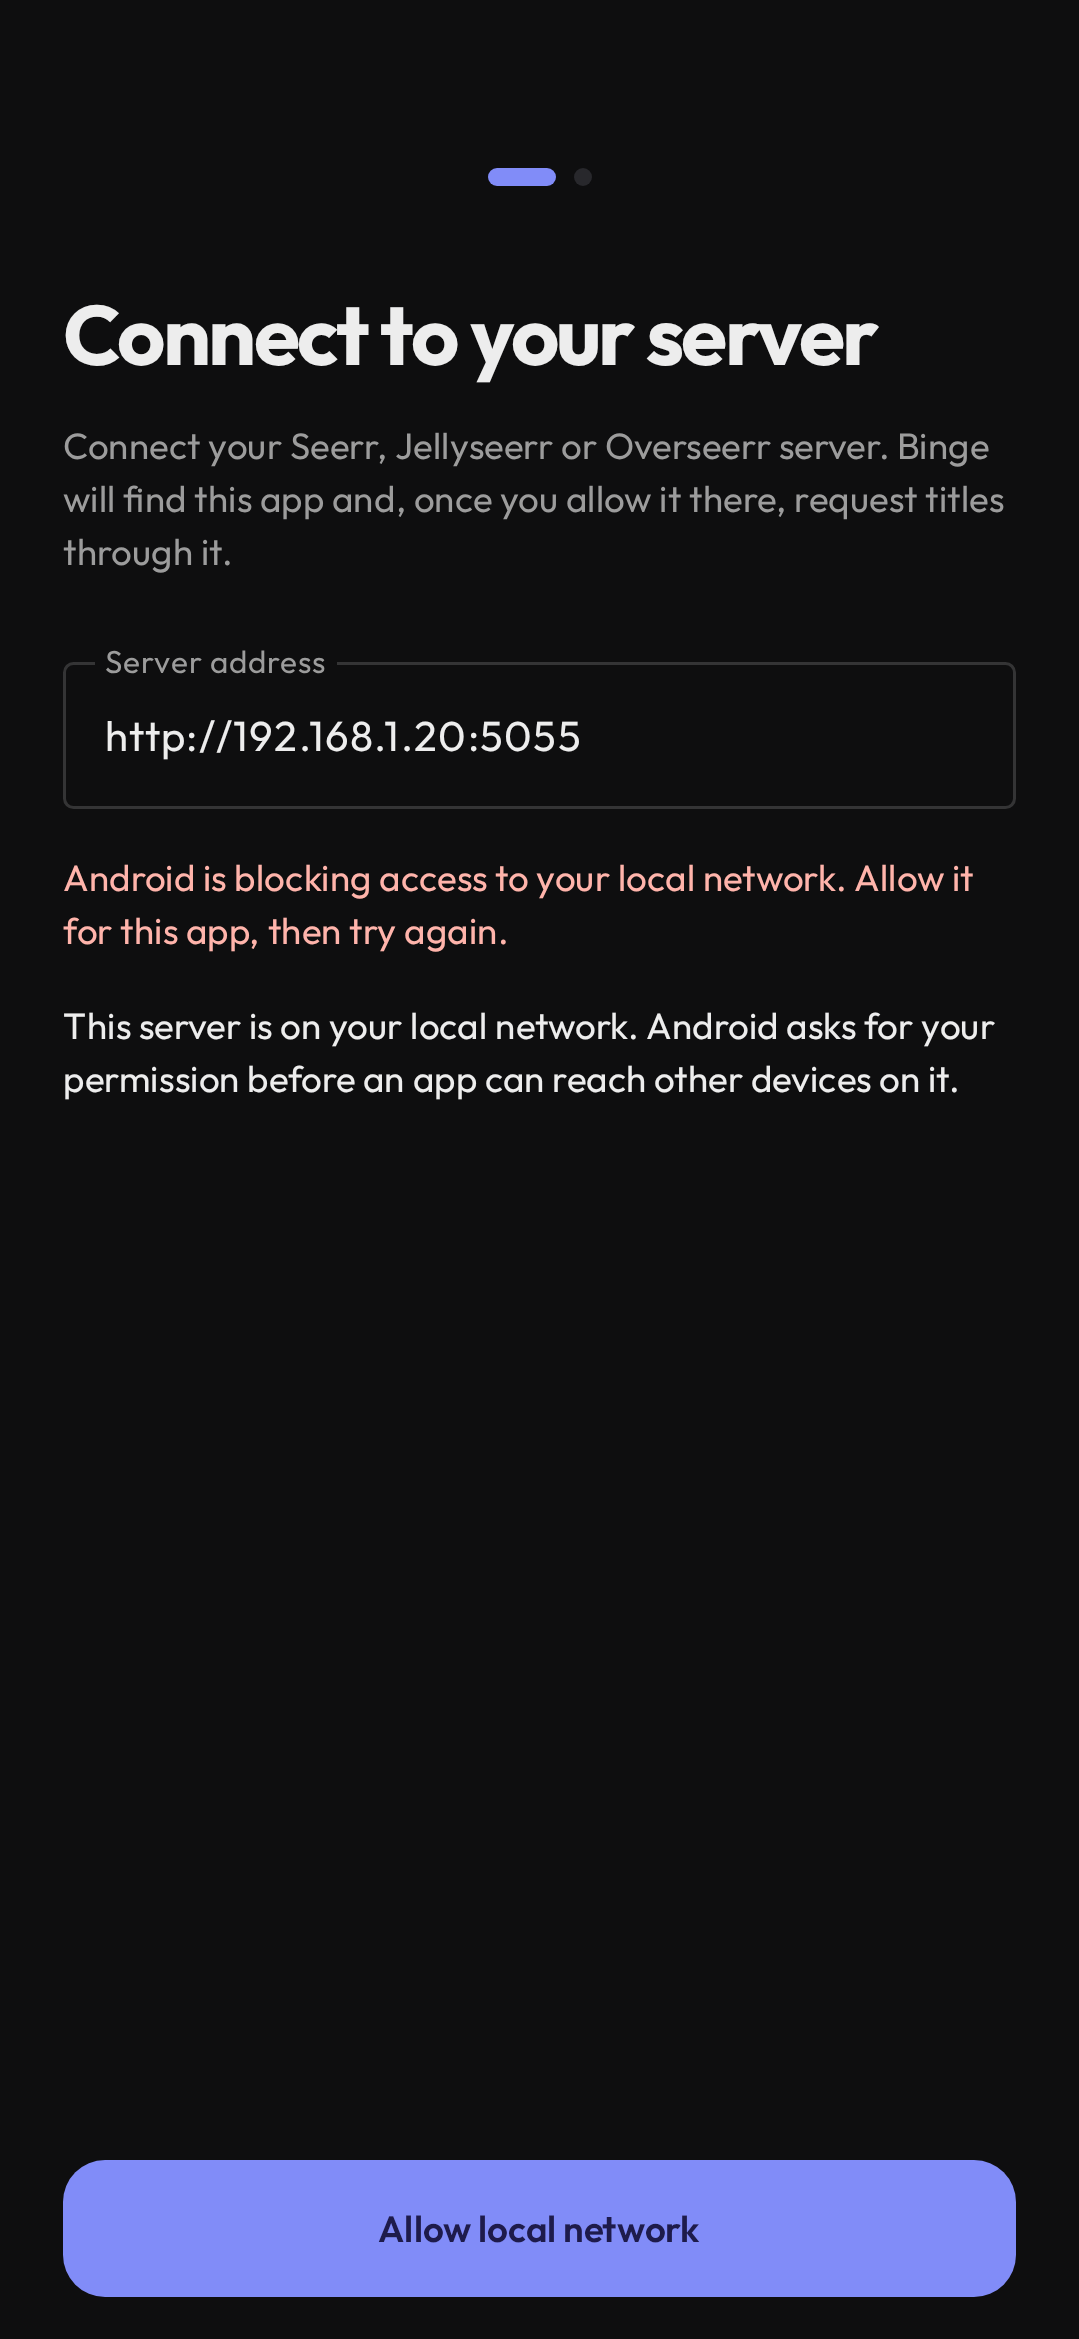 Connect to your server
Connect your Seerr, Jellyseerr or Overseerr server. Binge
will find this app and, once you allow it there, request titles
through it.
Server address
http://192.168.1.20:5055
Android is blocking access to your local network. Allow it
for this app, then try again.
This server is on your local network. Android asks for your
permission before an app can reach other devices on it.
Allow local network